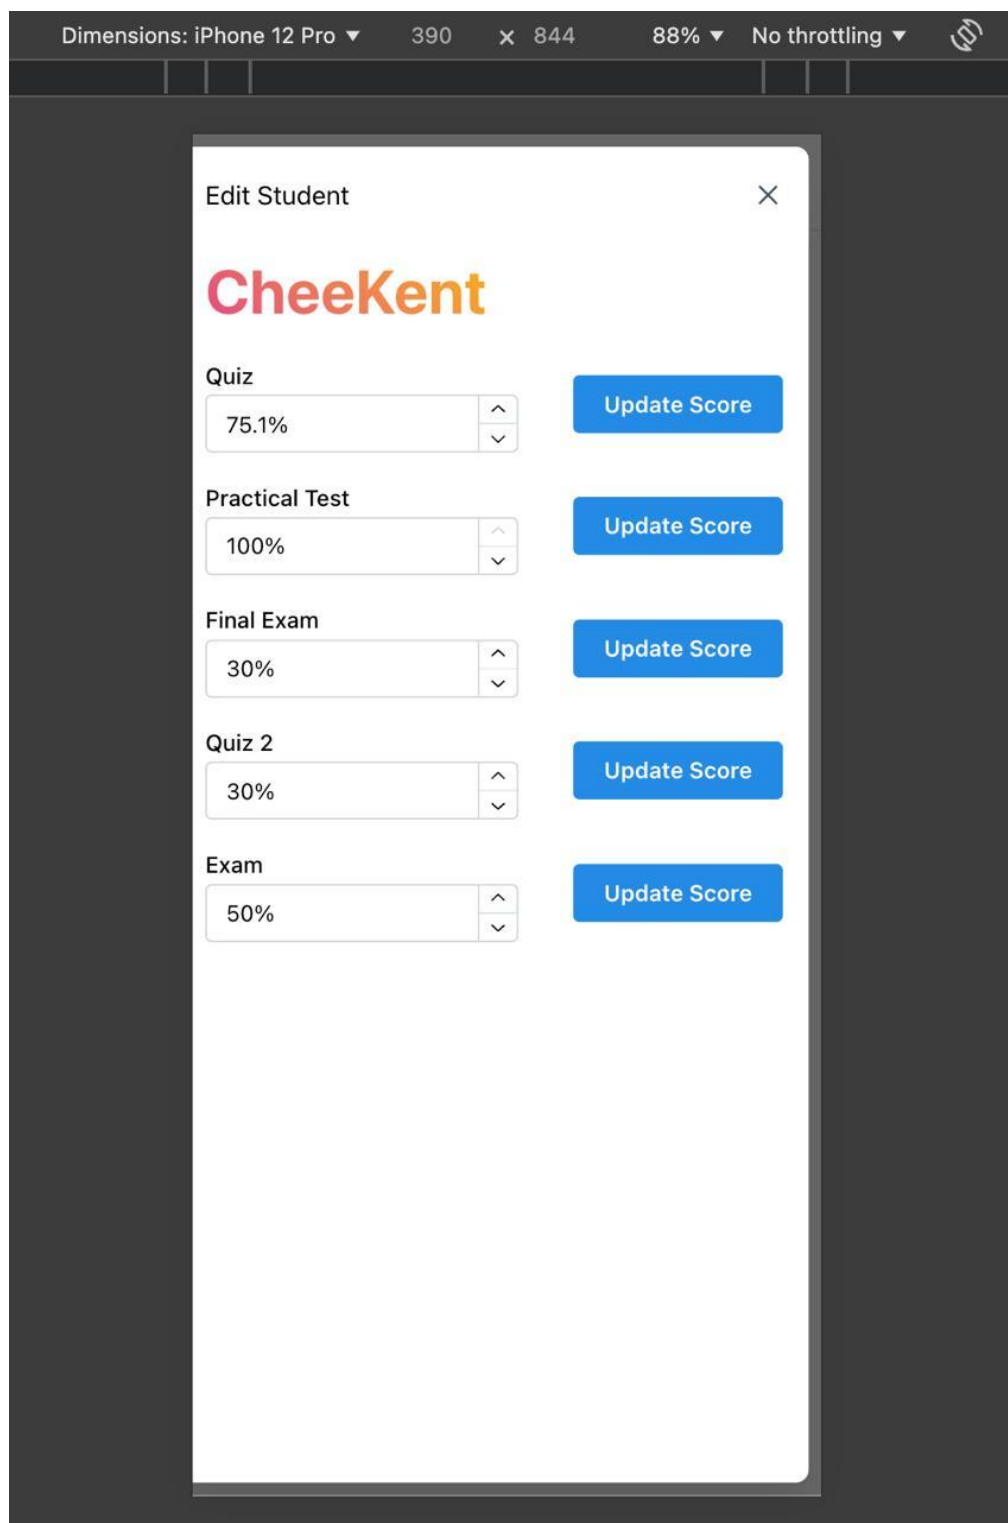 Dimensions: iPhone 12 Pro ▼ 390 × 844 88% ▼ No throttling ▼
Edit Student
CheeKent
Quiz
75.1% Update Score
Practical Test
100% Update Score
Final Exam
30% Update Score
Quiz 2
30% Update Score
Exam
50% Update Score